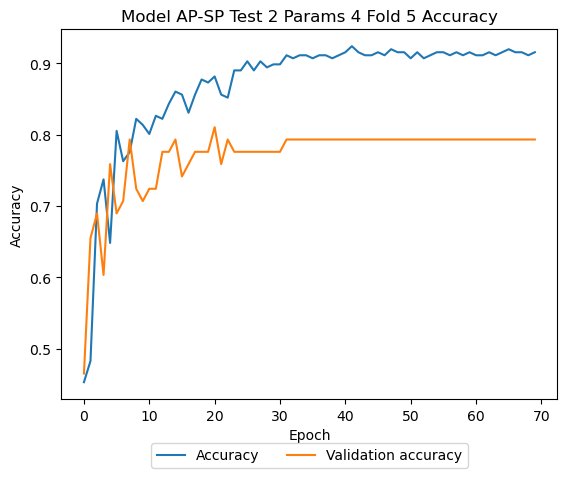 Model AP-SP Test 2 Params 4 Fold 5 Accuracy
Accuracy
0.9
0.8
0.7
0.6
0.5
0 10 20 30 40 50 60 70
Epoch
Accuracy Validation accuracy